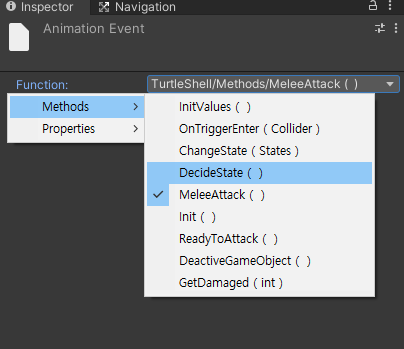 Inspector
Navigation
Animation Event
Function:
TurtleShell/Methods/MeleeAttack ( )
Methods
Properties
InitValues ( )
OnTriggerEnter ( Collider )
ChangeState ( States )
DecideState ( )
MeleeAttack ( )
Init ( )
ReadyToAttack ( )
DeactiveGameObject ( )
GetDamaged ( int )